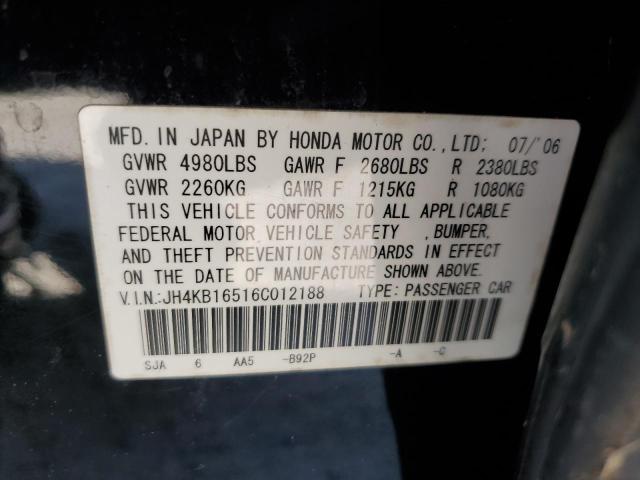 MFD. IN JAPAN BY HONDA MOTOR CO.,LTD; 07/'06
GVWR 4980LBS GAWR F 2680LBS R 2380LBS
GVWR 2260KG GAWR F 1215KG R 1080KG
THIS VEHICLE CONFORMS TO ALL APPLICABLE
FEDERAL MOTOR VEHICLE SAFETY ,BUMPER,
AND THEFT PREVENTION STANDARDS IN EFFECT
ON THE DATE OF MANUFACTURE SHOWN ABOVE.
V.I.N.:JH4KB16516C012188 TYPE: PASSENGER CAR
SJA 6 AA5 -B92P -A -C